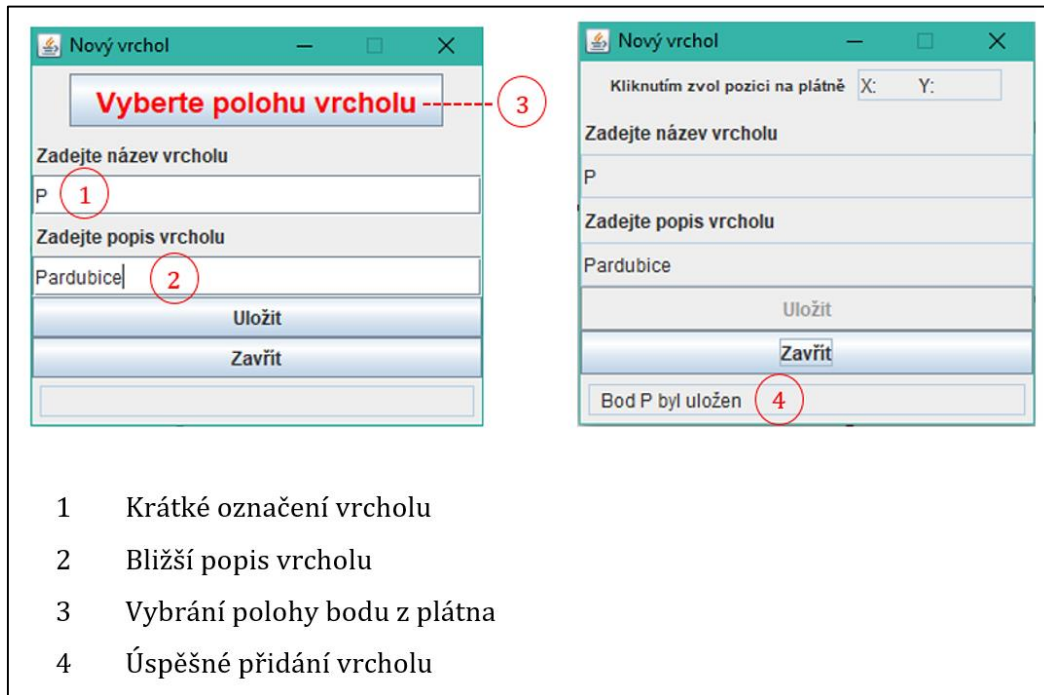 Nový vrchol
Vyberte polohu vrcholu
3
Zadejte název vrcholu
P
1
Zadejte popis vrcholu
Pardubice
2
Uložit
Zavřít
Nový vrchol
Kliknutím zvol pozici na plátně X: Y:
Zadejte název vrcholu
P
Zadejte popis vrcholu
Pardubice
Uložit
Zavřít
Bod P byl uložen
4
1 Krátké označení vrcholu
2 Bližší popis vrcholu
3 Vybrání polohy bodu z plátna
4 Úspěšné přidání vrcholu